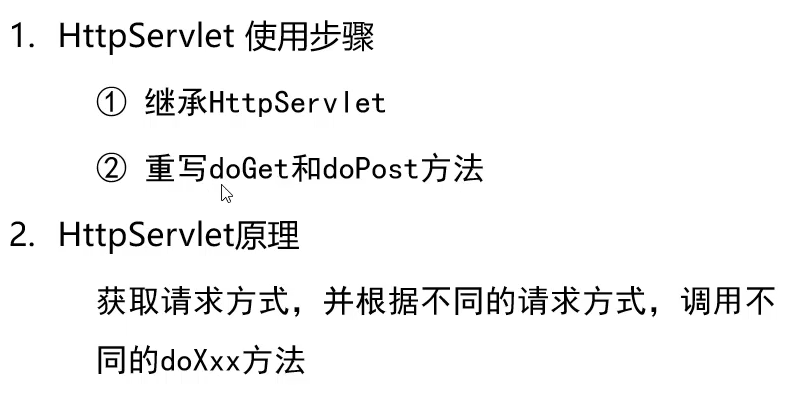 1. HttpServlet 使用步骤
① 继承HttpServlet
② 重写doGet和doPost方法
2. HttpServlet原理
获取请求方式，并根据不同的请求方式，调用不
同的doXxx方法